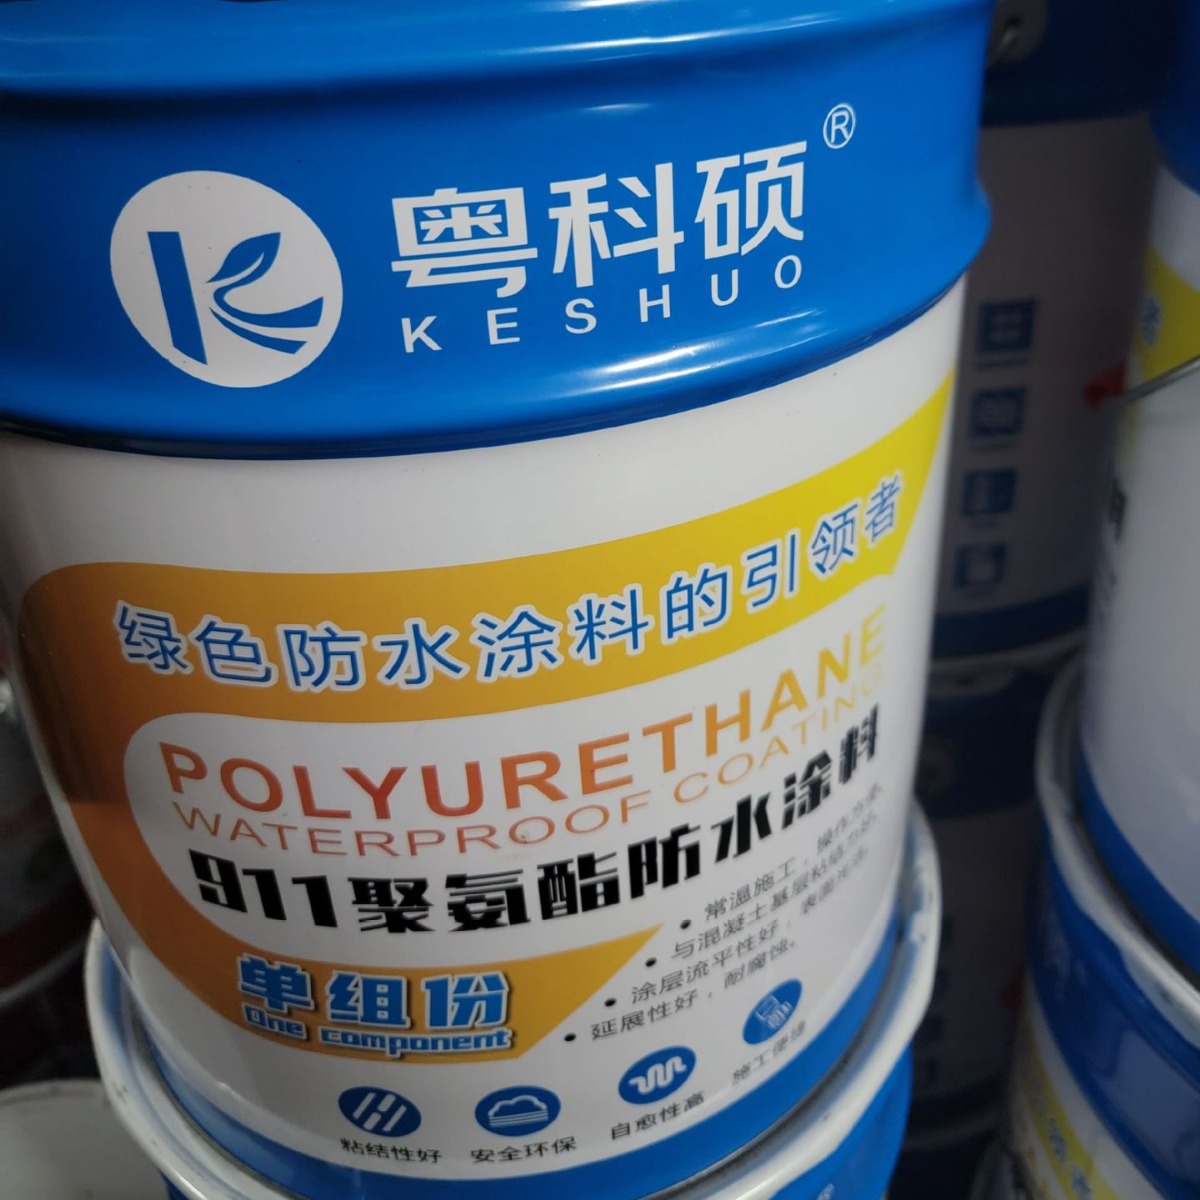 粤科硕®
KESHUO
绿色防水涂料的引领者
POLYURETHANE
WATERPROOF COATING
911聚氨酯防水涂料
单组份
One component
• 常温施工，操作方便。
• 与混凝土基层粘结力好。
• 涂层流平性好，表面光洁。
• 延展性好，耐腐蚀。
粘结性好
安全环保
自愈性高
施工便捷